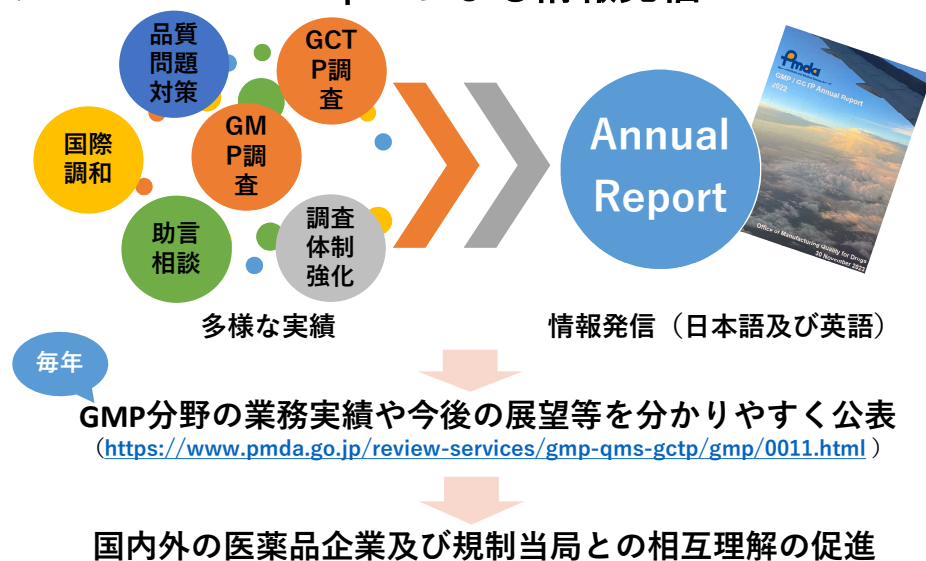 品質
問題
対策
GCT
P調
査
国際
調和
GM
P調
査
助言
相談
調査
体制
強化
Annual
Report
Pmda
GMP / GCTP Annual Report
2022
Office of Manufacturing Quality for Drugs
30 November 2023
多様な実績
情報発信（日本語及び英語）
毎年
GMP分野の業務実績や今後の展望等を分かりやすく公表
（https://www.pmda.go.jp/review-services/gmp-qms-gctp/gmp/0011.html ）
国内外の医薬品企業及び規制当局との相互理解の促進